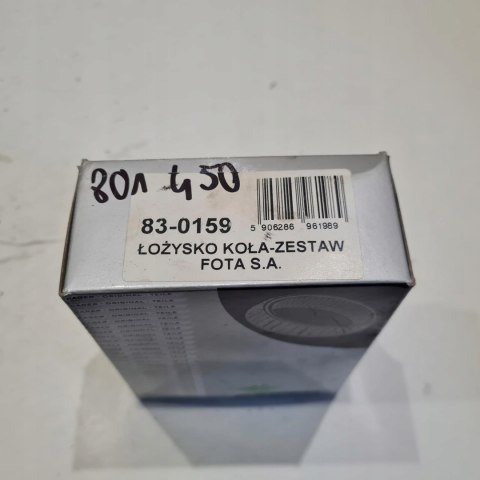 801 450
83-0159
5 906286 961989
ŁOŻYSKO KOŁA-ZESTAW
FOTA S.A.